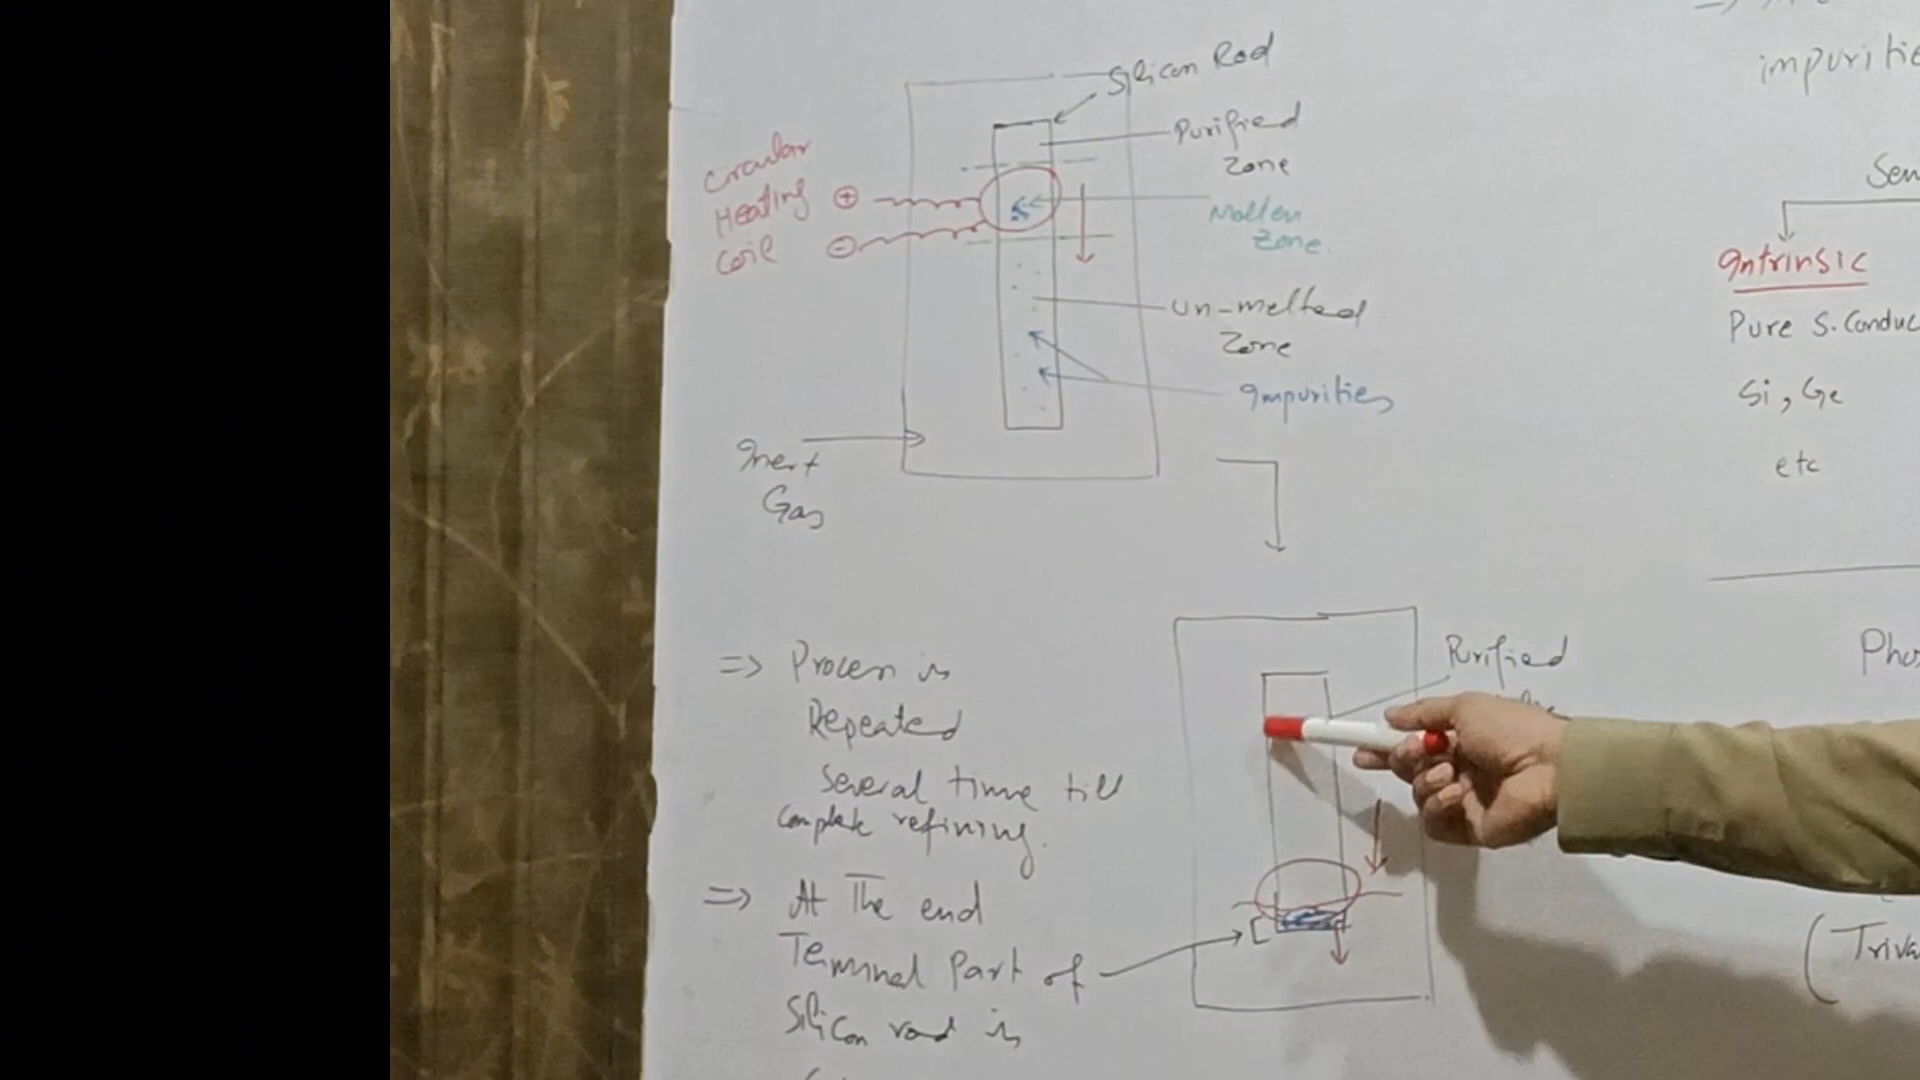 Silicon Rod
Purified
Zone
Circular
Heating
Coil
+
-
Molten
Zone.
un-melted
Zone
Impurities
Inert
Gas
⇒ Process is
Repeated
Several time till
Complete refining.
⇒ At The end
Terminal Part of
Silicon rod is
Purified
⇒
impuritie
Sem
Intrinsic
Pure S. Conduc
Si, Ge
etc
Pho
(Triva